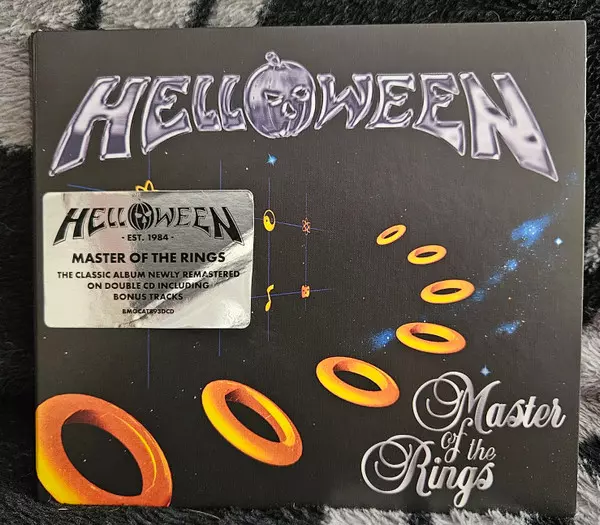 HELLOWEEN
HELLOWEEN
- EST. 1984 -
MASTER OF THE RINGS
THE CLASSIC ALBUM NEWLY REMASTERED
ON DOUBLE CD INCLUDING
BONUS TRACKS
BMGCAT893DCD
Master
of the
Rings